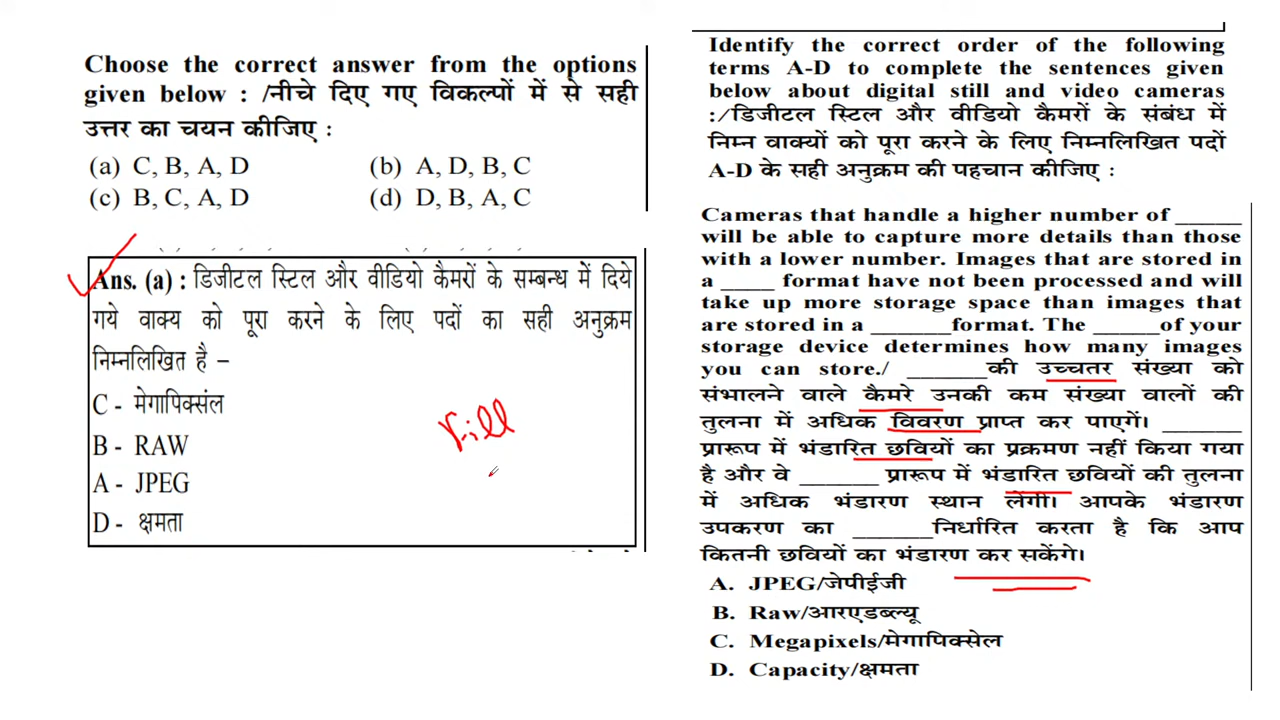 Choose the correct answer from the options
given below : /नीचे दिए गए विकल्पों में से सही
उत्तर का चयन कीजिए :
(a) C, B, A, D (b) A, D, B, C
(c) B, C, A, D (d) D, B, A, C
Ans. (a) : डिजीटल स्टिल और वीडियो कैमरों के सम्बन्ध में दिये
गये वाक्य को पूरा करने के लिए पदों का सही अनुक्रम
निम्नलिखित है –
C - मेगापिक्संल
B - RAW
A - JPEG
D - क्षमता
Identify the correct order of the following
terms A-D to complete the sentences given
below about digital still and video cameras
:/डिजीटल स्टिल और वीडियो कैमरों के संबंध में
निम्न वाक्यों को पूरा करने के लिए निम्नलिखित पदों
A-D के सही अनुक्रम की पहचान कीजिए :
Cameras that handle a higher number of ______
will be able to capture more details than those
with a lower number. Images that are stored in
a _____ format have not been processed and will
take up more storage space than images that
are stored in a _______format. The _____of your
storage device determines how many images
you can store./ _______की उच्चतर संख्या को
संभालने वाले कैमरे उनकी कम संख्या वालों की
तुलना में अधिक विवरण प्राप्त कर पाएगें। _______
प्रारूप में भंडारित छवियों का प्रक्रमण नहीं किया गया
है और वे _______ प्रारूप में भंडारित छवियों की तुलना
में अधिक भंडारण स्थान लेंगी। आपके भंडारण
उपकरण का _______निर्धारित करता है कि आप
कितनी छवियों का भंडारण कर सकेंगे।
A. JPEG/जेपीईजी
B. Raw/आरएडब्ल्यू
C. Megapixels/मेगापिक्सेल
D. Capacity/क्षमता